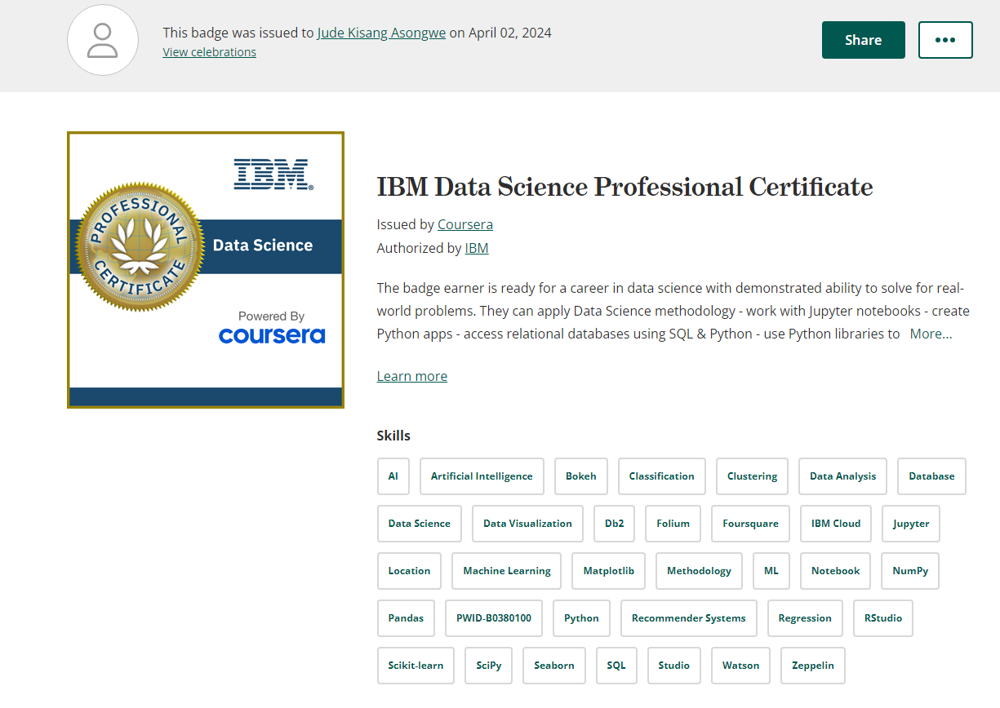 This badge was issued to Jude Kisang Asongwe on April 02, 2024
View celebrations
Share
IBM®
PROFESSIONAL
CERTIFICATE
Data Science
Powered By
coursera
IBM Data Science Professional Certificate
Issued by Coursera
Authorized by IBM
The badge earner is ready for a career in data science with demonstrated ability to solve for real-
world problems. They can apply Data Science methodology - work with Jupyter notebooks - create
Python apps - access relational databases using SQL & Python - use Python libraries to More...
Learn more
Skills
AI Artificial Intelligence Bokeh Classification Clustering Data Analysis Database
Data Science Data Visualization Db2 Folium Foursquare IBM Cloud Jupyter
Location Machine Learning Matplotlib Methodology ML Notebook NumPy
Pandas PWID-B0380100 Python Recommender Systems Regression RStudio
Scikit-learn SciPy Seaborn SQL Studio Watson Zeppelin